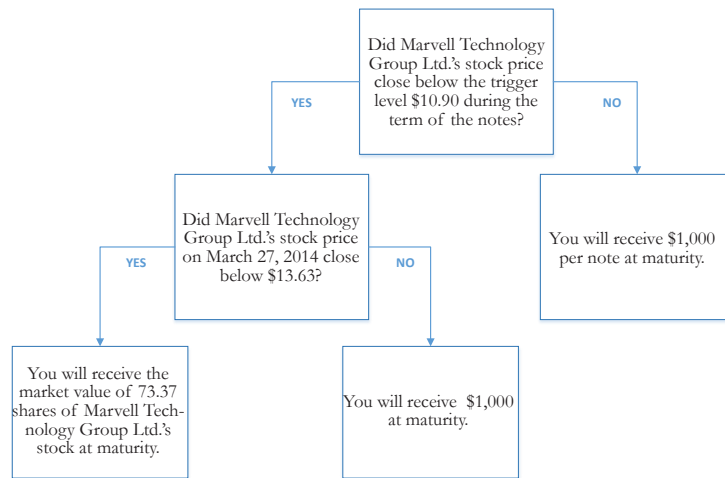 Did Marvell Technology
Group Ltd.'s stock price
close below the trigger
level $10.90 during the
term of the notes?
YES
NO
Did Marvell Technology
Group Ltd.'s stock price
on March 27, 2014 close
below $13.63?
You will receive $1,000
per note at maturity.
YES
NO
You will receive the
market value of 73.37
shares of Marvell Tech-
nology Group Ltd.'s
stock at maturity.
You will receive $1,000
at maturity.